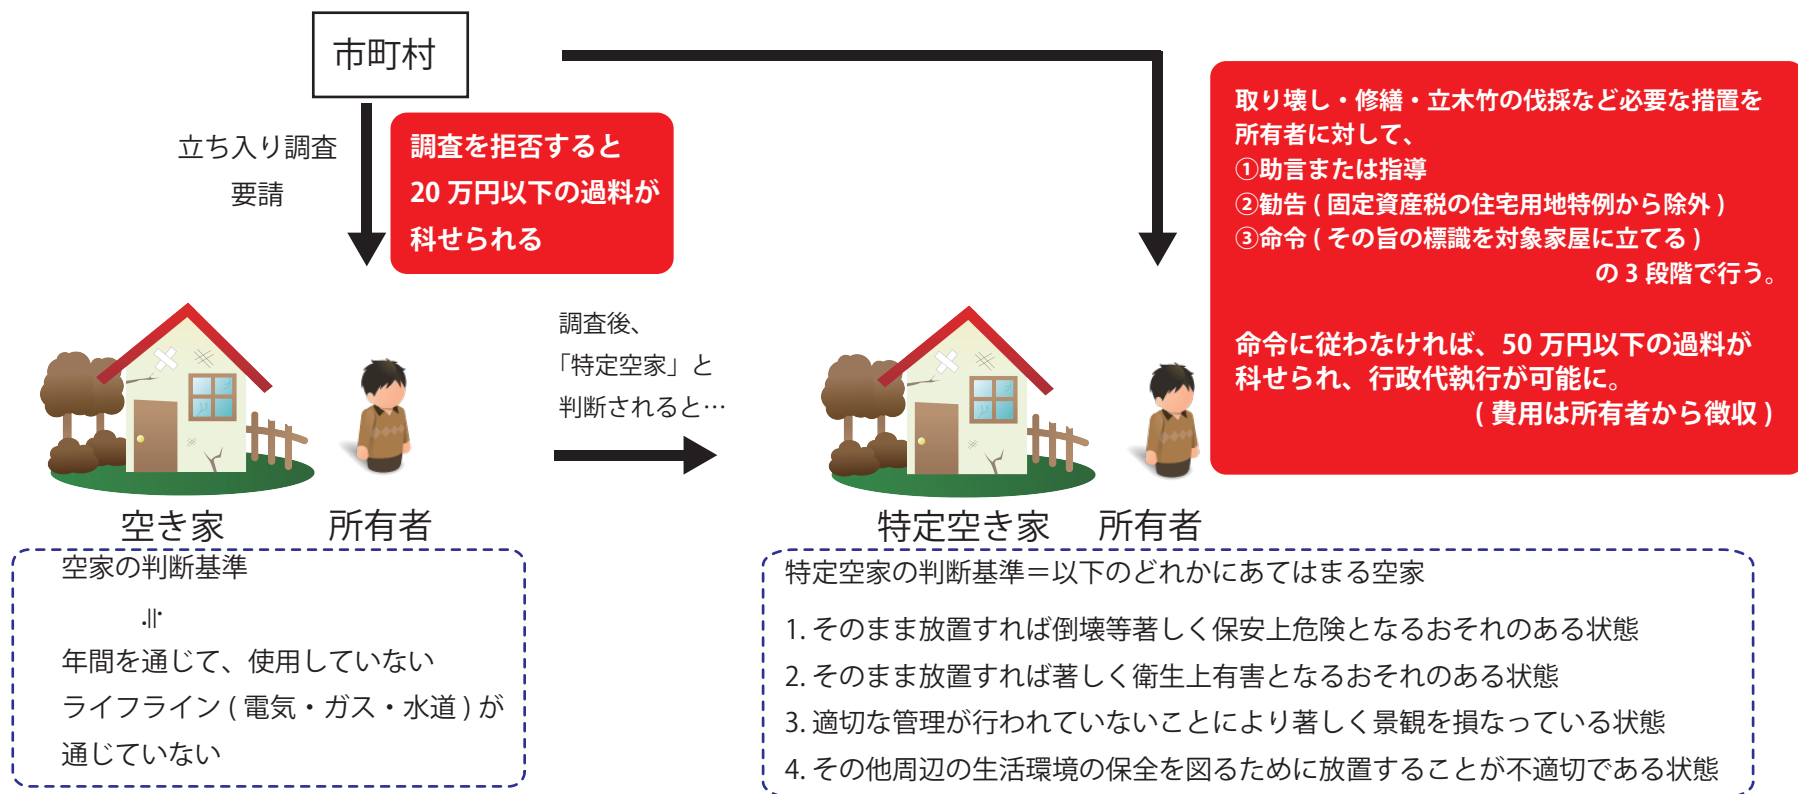 市町村
立ち入り調査
要請
調査を拒否すると
20 万円以下の過料が
科せられる
取り壊し・修繕・立木竹の伐採など必要な措置を
所有者に対して、
①助言または指導
②勧告 ( 固定資産税の住宅用地特例から除外 )
③命令 ( その旨の標識を対象家屋に立てる )
の 3 段階で行う。
命令に従わなければ、50 万円以下の過料が
科せられ、行政代執行が可能に。
( 費用は所有者から徴収 )
調査後、
「特定空家」と
判断されると…
空き家
所有者
特定空き家
所有者
空家の判断基準
年間を通じて、使用していない
ライフライン ( 電気・ガス・水道 ) が
通じていない
特定空家の判断基準＝以下のどれかにあてはまる空家
1. そのまま放置すれば倒壊等著しく保安上危険となるおそれのある状態
2. そのまま放置すれば著しく衛生上有害となるおそれのある状態
3. 適切な管理が行われていないことにより著しく景観を損なっている状態
4. その他周辺の生活環境の保全を図るために放置することが不適切である状態